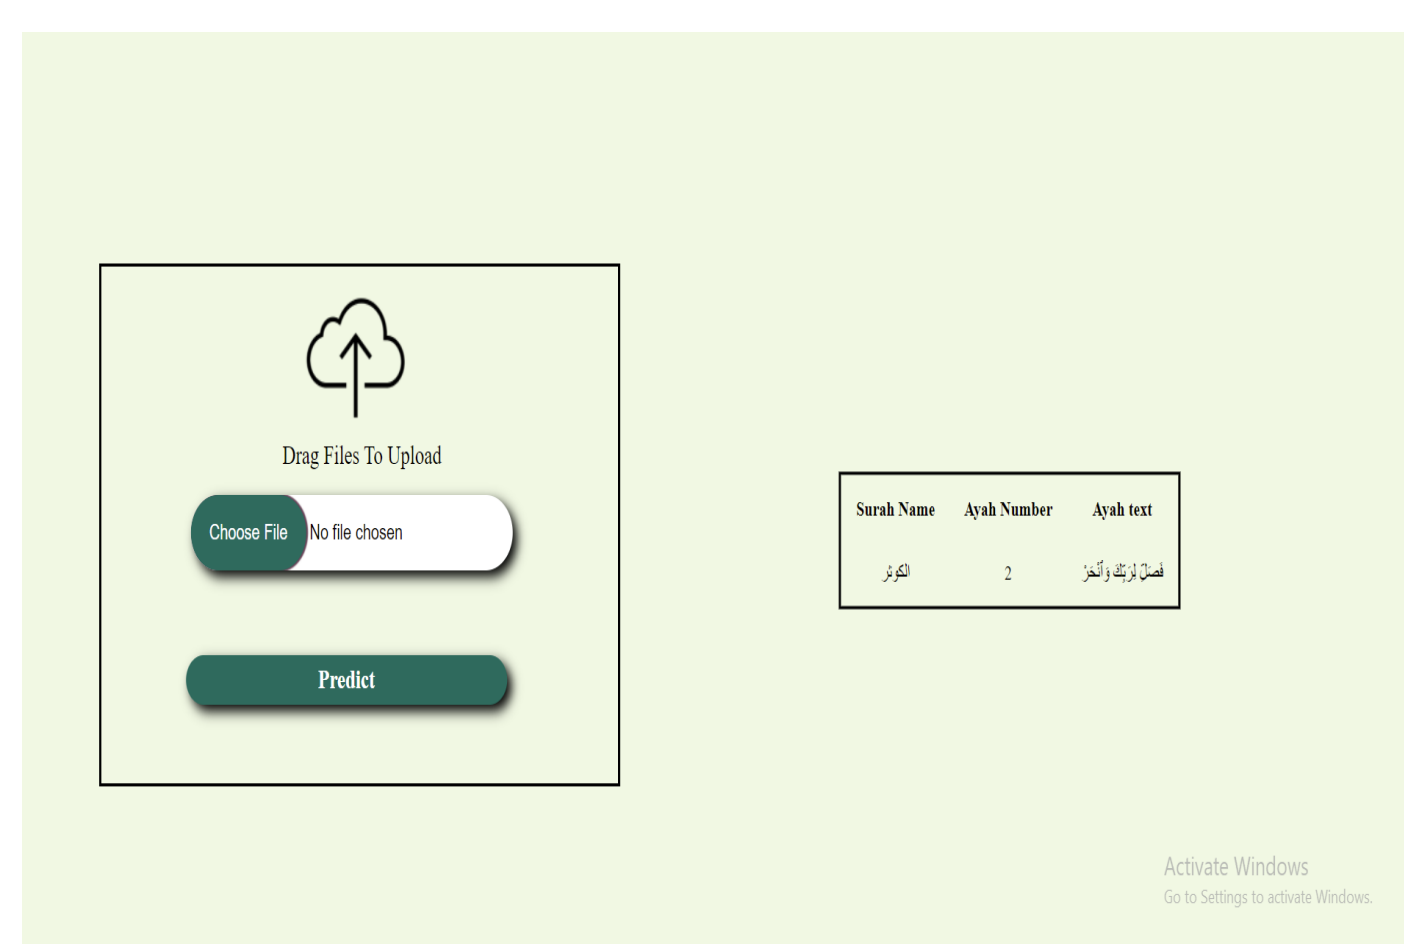 Drag Files To Upload
Choose File No file chosen
Predict
Surah Name Ayah Number Ayah text
الكوثر 2 فَصَلِّ لِرَبِّكَ وَٱنْحَرْ
Activate Windows
Go to Settings to activate Windows.